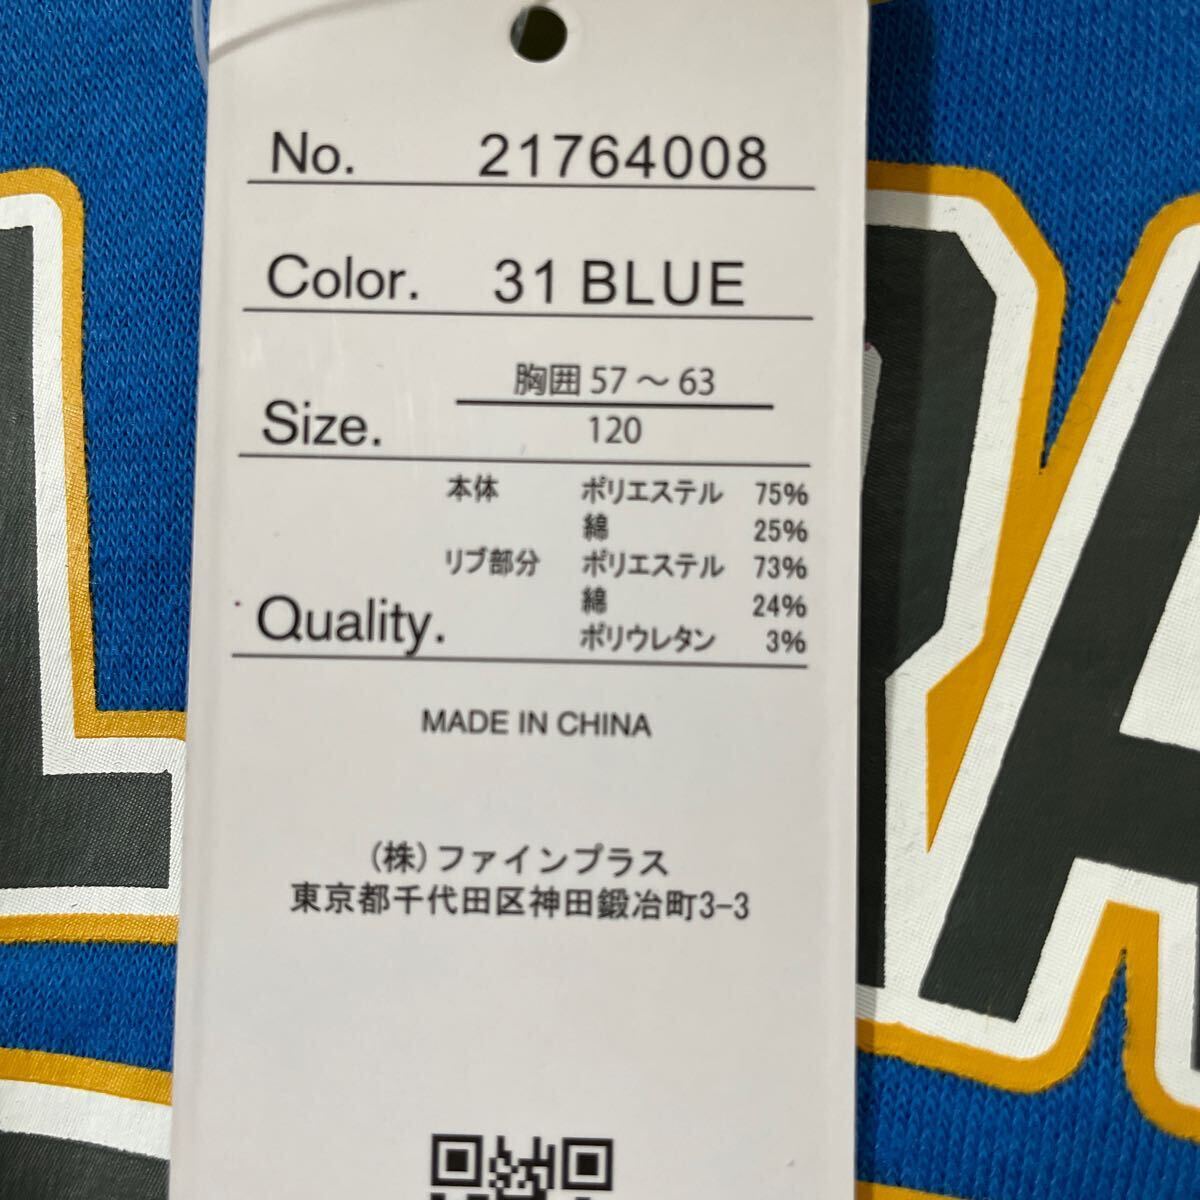 No. 21764008
Color. 31 BLUE
胸囲 57 ～ 63
Size. 120
本体 ポリエステル 75%
綿 25%
リブ部分 ポリエステル 73%
綿 24%
Quality. ポリウレタン 3%
MADE IN CHINA
(株)ファインプラス
東京都千代田区神田鍛冶町3-3